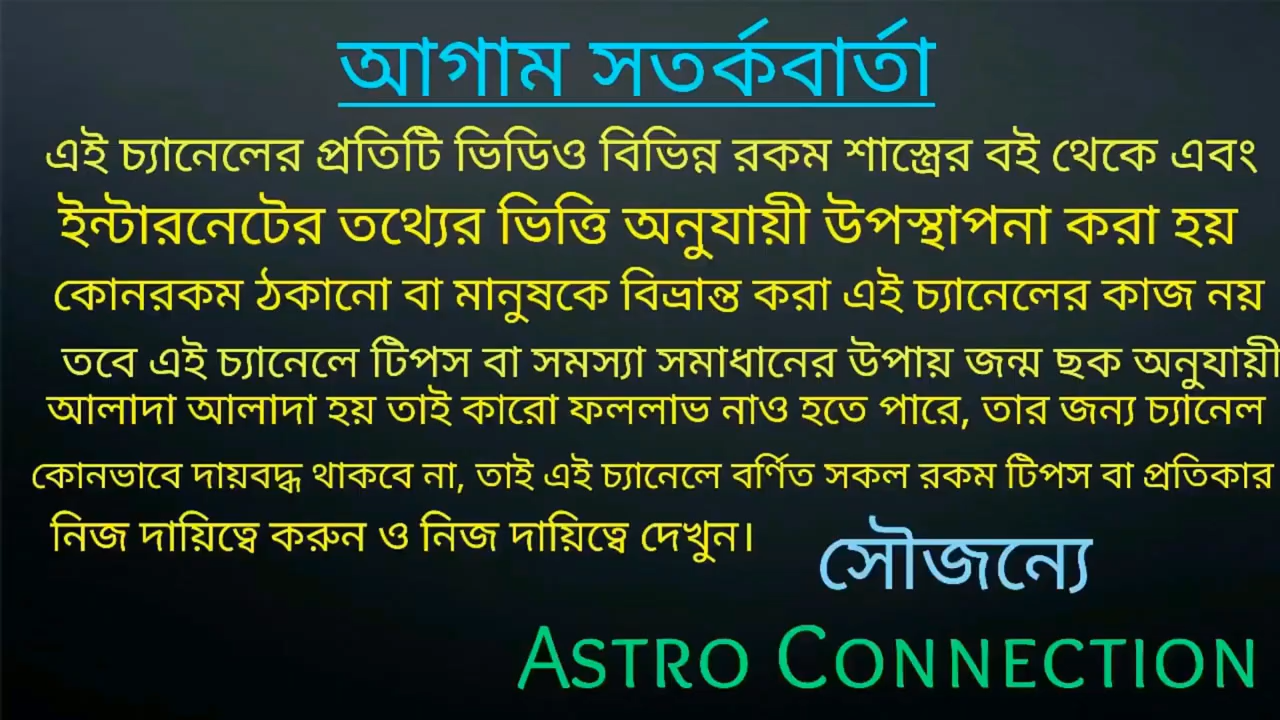 আগাম সতর্কবার্তা
এই চ্যানেলের প্রতিটি ভিডিও বিভিন্ন রকম শাস্ত্রের বই থেকে এবং
ইন্টারনেটের তথ্যের ভিত্তি অনুযায়ী উপস্থাপনা করা হয়
কোনরকম ঠকানো বা মানুষকে বিভ্রান্ত করা এই চ্যানেলের কাজ নয়
তবে এই চ্যানেলে টিপস বা সমস্যা সমাধানের উপায় জন্ম ছক অনুযায়ী
আলাদা আলাদা হয় তাই কারো ফললাভ নাও হতে পারে, তার জন্য চ্যানেল
কোনভাবে দায়বদ্ধ থাকবে না, তাই এই চ্যানেলে বর্ণিত সকল রকম টিপস বা প্রতিকার
নিজ দায়িত্বে করুন ও নিজ দায়িত্বে দেখুন।
সৌজন্যে
ASTRO CONNECTION